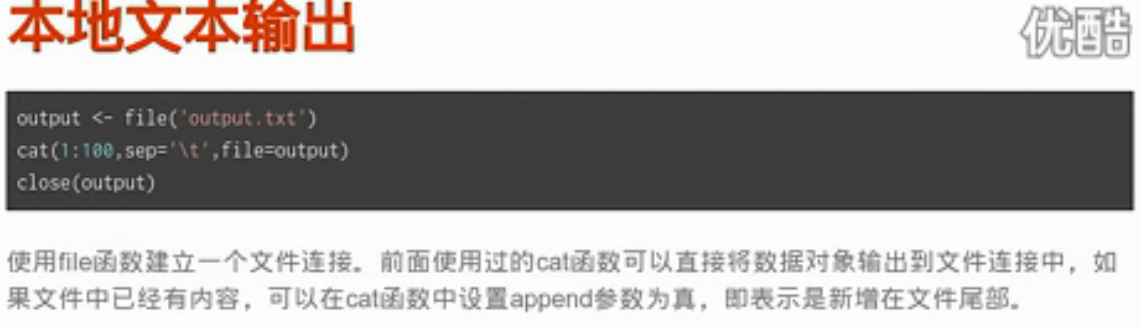 本地文本输出
优酷
output <- file('output.txt')
cat(1:100,sep='\t',file=output)
close(output)
使用file函数建立一个文件连接。前面使用过的cat函数可以直接将数据对象输出到文件连接中，如
果文件中已经有内容，可以在cat函数中设置append参数为真，即表示是新增在文件尾部。